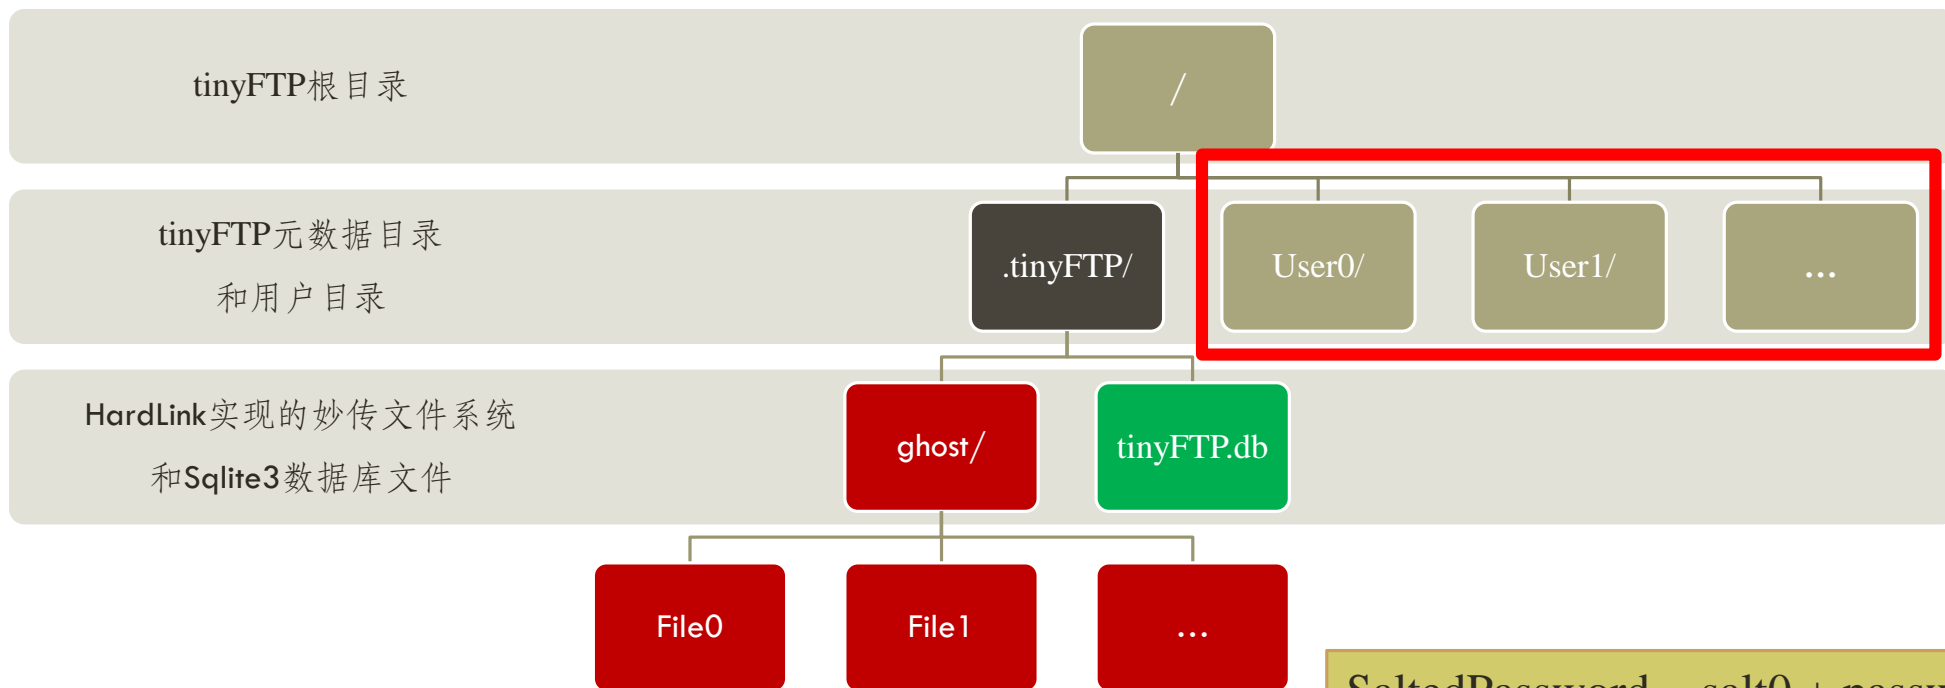 tinyFTP根目录
/
tinyFTP元数据目录
和用户目录
.tinyFTP/
User0/
User1/
...
HardLink实现的妙传文件系统
和Sqlite3数据库文件
ghost/
tinyFTP.db
File0
File1
...